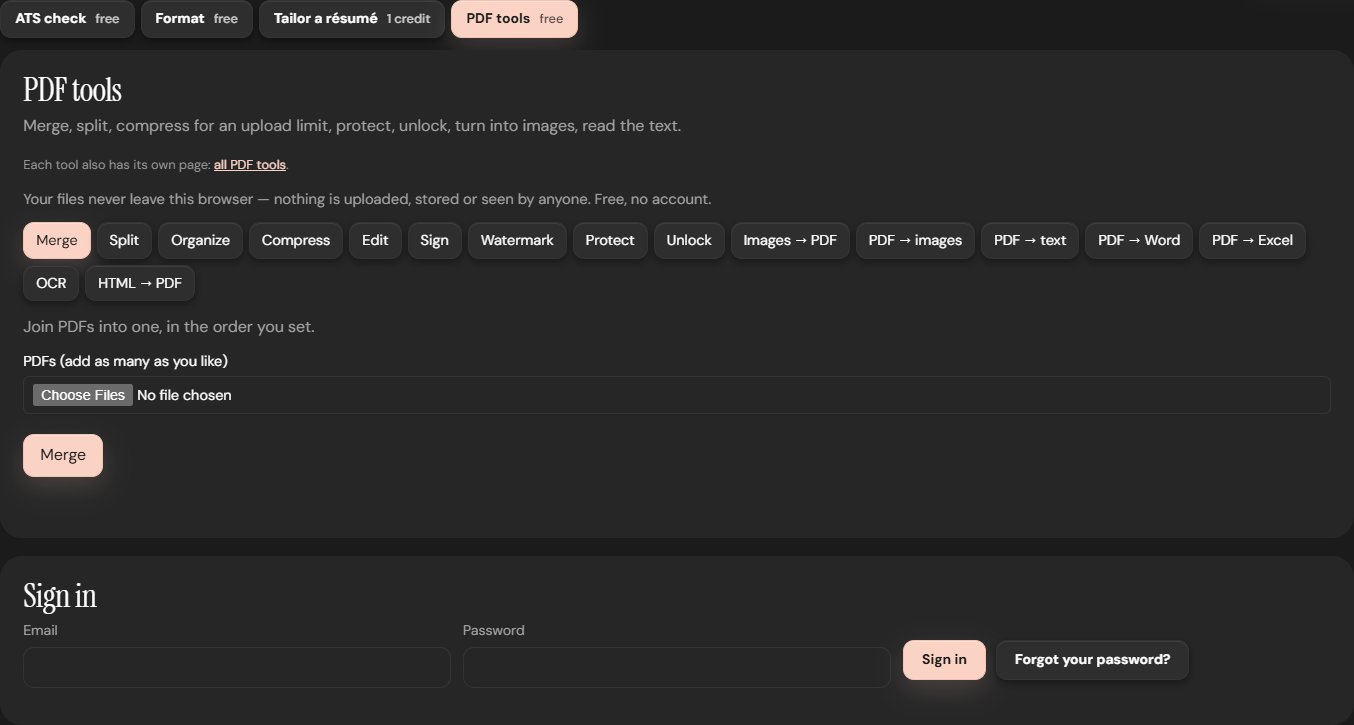 ATS check free Format free Tailor a résumé 1 credit PDF tools free
PDF tools
Merge, split, compress for an upload limit, protect, unlock, turn into images, read the text.
Each tool also has its own page: all PDF tools.
Your files never leave this browser — nothing is uploaded, stored or seen by anyone. Free, no account.
Merge Split Organize Compress Edit Sign Watermark Protect Unlock Images → PDF PDF → images PDF → text PDF → Word PDF → Excel
OCR HTML → PDF
Join PDFs into one, in the order you set.
PDFs (add as many as you like)
Choose Files No file chosen
Merge
Sign in
Email Password
Sign in Forgot your password?